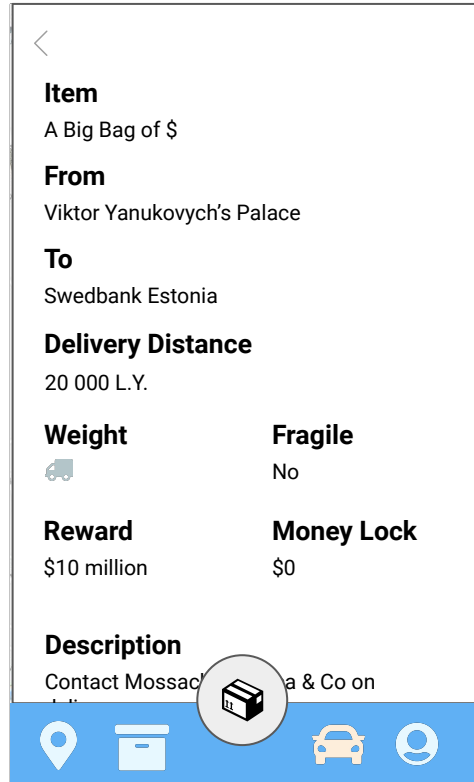 Item
A Big Bag of $
From
Viktor Yanukovych's Palace
To
Swedbank Estonia
Delivery Distance
20 000 L.Y.
Weight
Fragile
No
Reward
Money Lock
$10 million
$0
Description
Contact & Co on